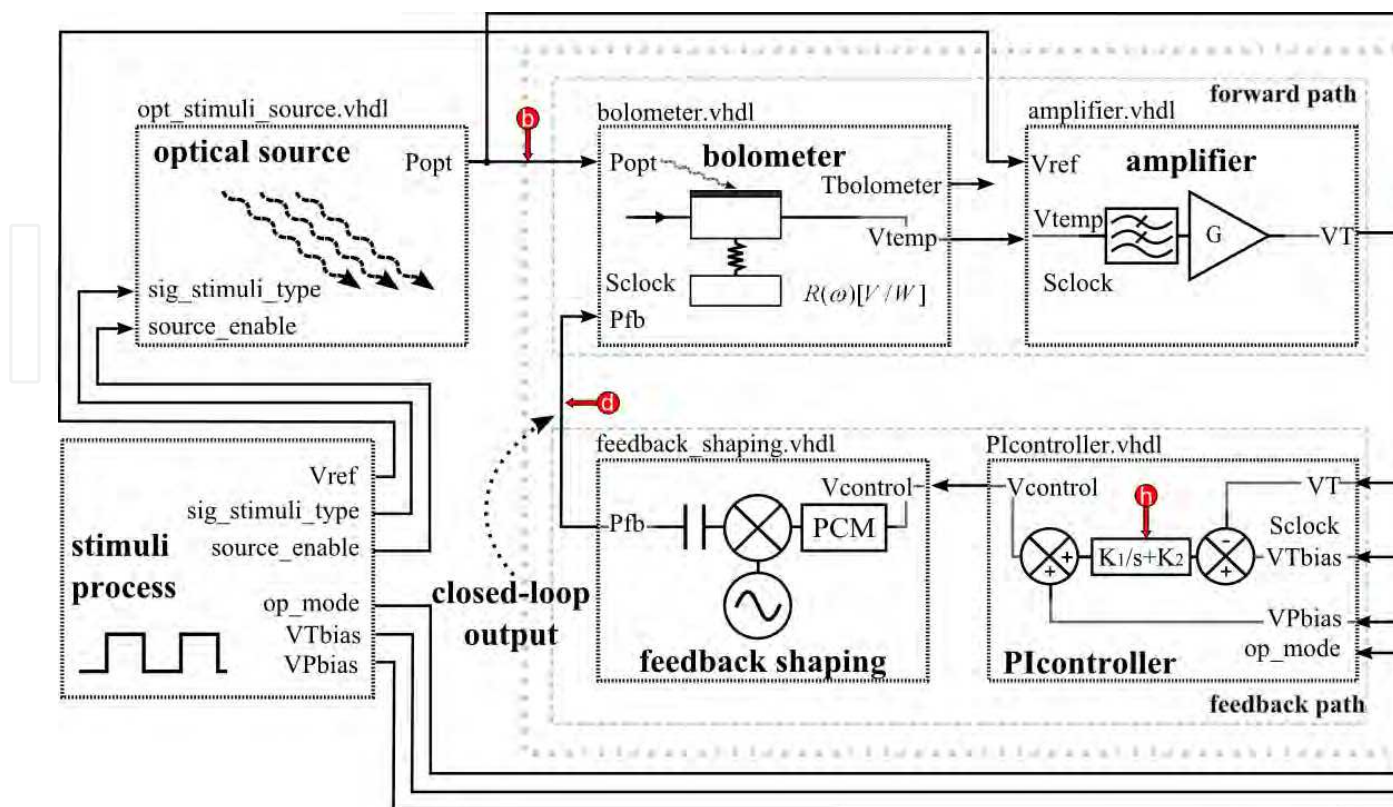 forward path
opt_stimuli_source.vhdl
optical source
Popt
sig_stimuli_type
source_enable
b
bolometer.vhdl
bolometer
Popt
Tbolometer
Vtemp
Sclock
R(ω)[V/W]
Pfb
amplifier.vhdl
amplifier
Vref
Vtemp
G
VT
Sclock
d
stimuli
process
Vref
sig_stimuli_type
source_enable
op_mode
VTbias
VPbias
closed-loop
output
feedback_shaping.vhdl
Vcontrol
Pfb
PCM
feedback shaping
PIcontroller.vhdl
Vcontrol
h
VT
Sclock
K1/s+K2
VTbias
+
+
-
+
VPbias
op_mode
PIcontroller
feedback path